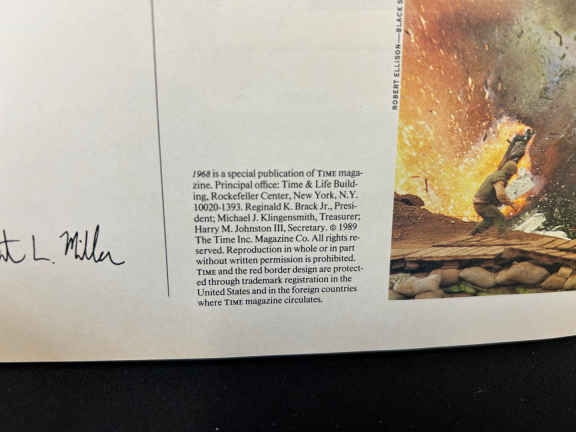 ROBERT ELLISON—BLACK S
1968 is a special publication of TIME maga-
zine. Principal office: Time & Life Build-
ing, Rockefeller Center, New York, N.Y.
10020-1393. Reginald K. Brack Jr., Presi-
dent; Michael J. Klingensmith, Treasurer;
Harry M. Johnston III, Secretary. © 1989
The Time Inc. Magazine Co. All rights re-
served. Reproduction in whole or in part
without written permission is prohibited.
TIME and the red border design are protect-
ed through trademark registration in the
United States and in the foreign countries
where TIME magazine circulates.
L. Miller